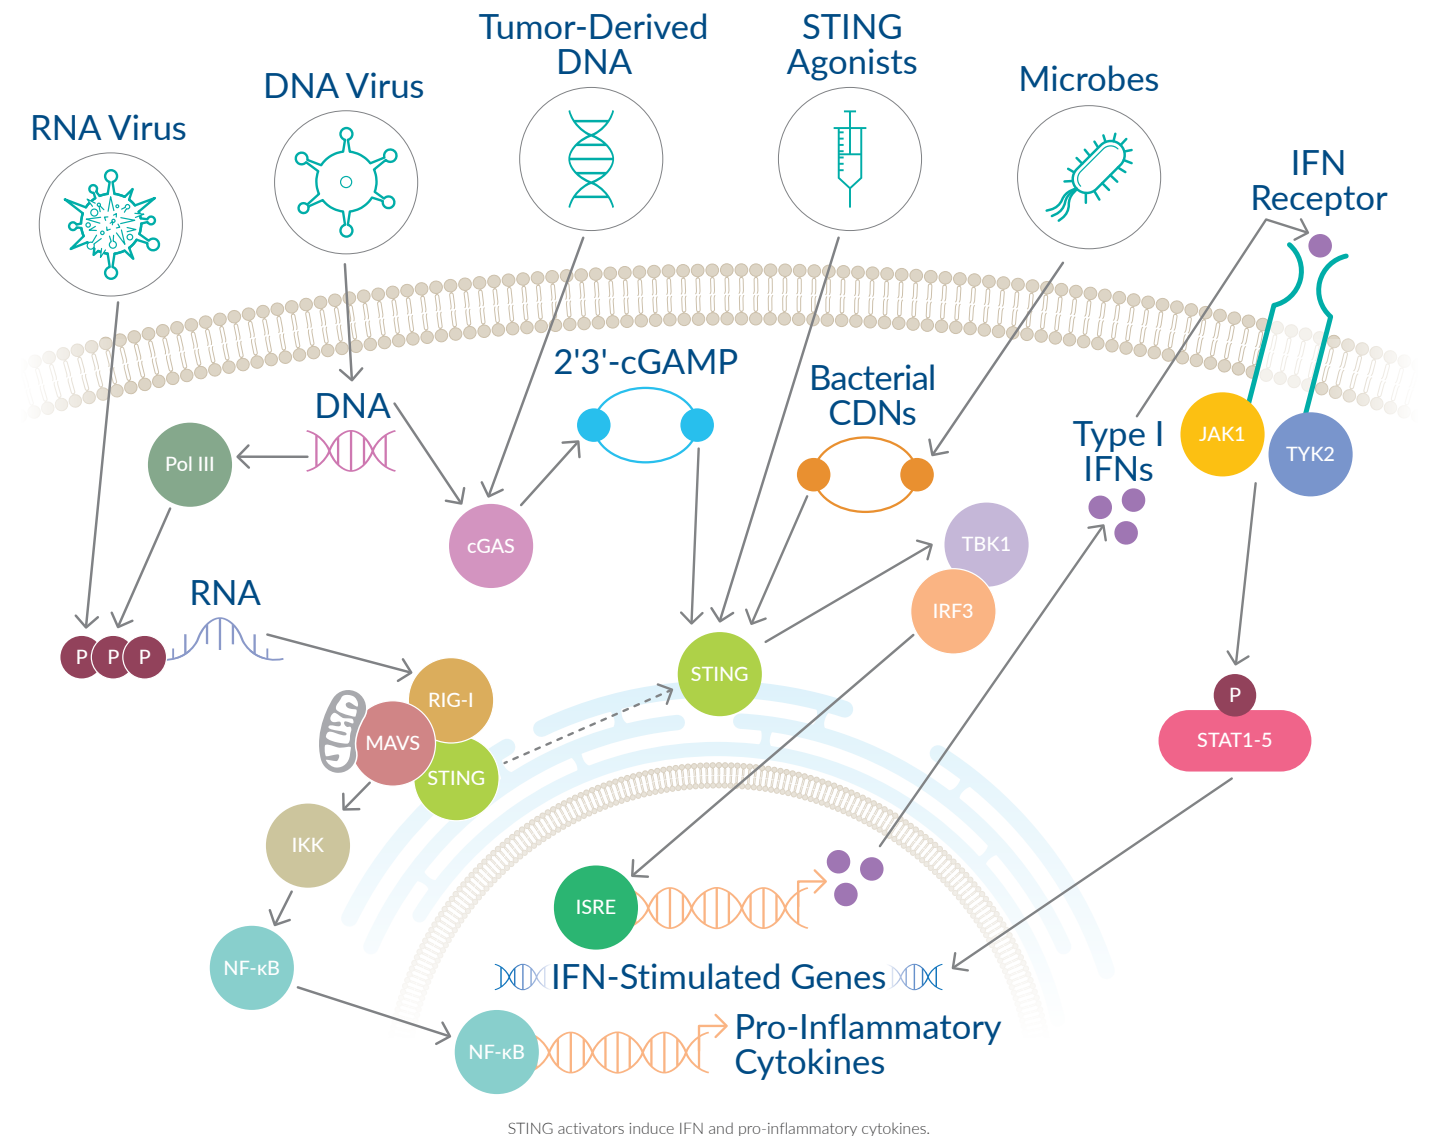 Tumor-Derived
DNA
STING
Agonists
DNA Virus
Microbes
RNA Virus
IFN
Receptor
2'3'-cGAMP
Bacterial
CDNs
DNA
Type I
IFNs
JAK1
TYK2
Pol III
cGAS
TBK1
IRF3
RNA
P P P
STING
RIG-I
MAVS
STING
P
STAT1-5
IKK
ISRE
NF-κB
IFN-Stimulated Genes
NF-κB
Pro-Inflammatory
Cytokines
STING activators induce IFN and pro-inflammatory cytokines.